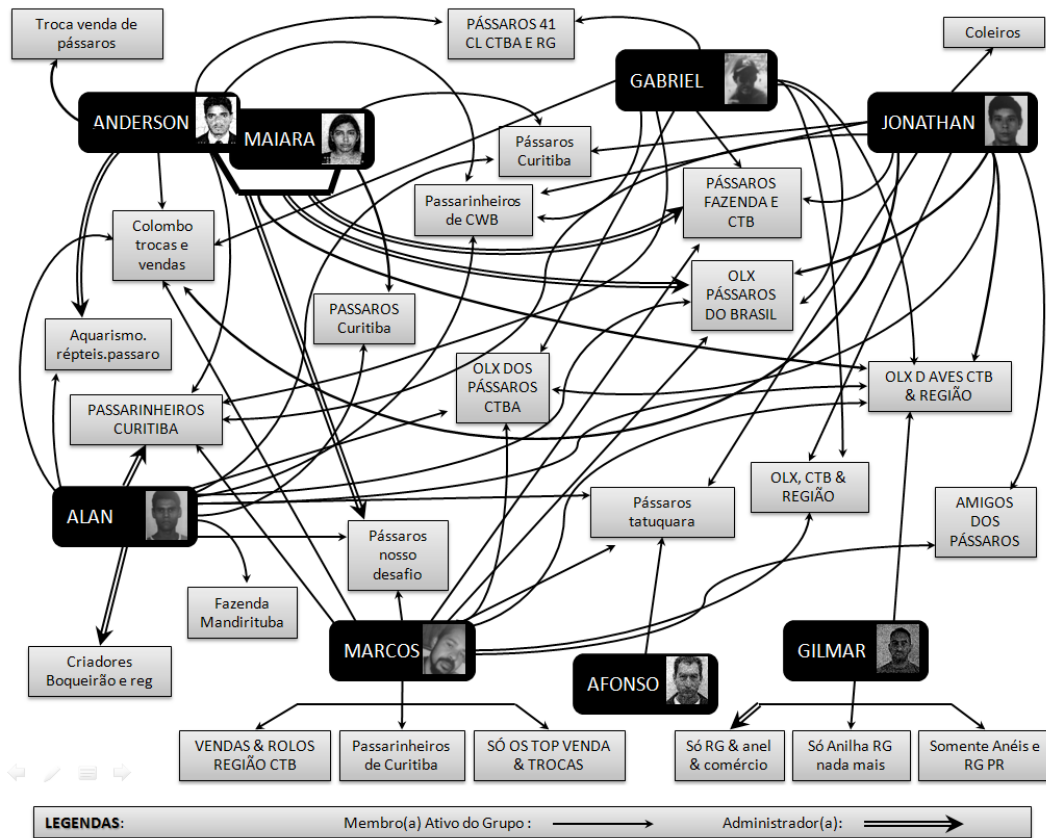 Troca venda de
pássaros
PÁSSAROS 41
CL CTBA E RG
Coleiros
GABRIEL
ANDERSON
MAIARA
JONATHAN
Pássaros
Curitiba
Passarinheiros
de CWB
PÁSSAROS
FAZENDA E
CTB
Colombo
trocas e
vendas
OLX
PÁSSAROS
DO BRASIL
PASSAROS
Curitiba
Aquarismo.
répteis.passaro
OLX DOS
PÁSSAROS
CTBA
OLX D AVES CTB
& REGIÃO
PASSARINHEIROS
CURITIBA
OLX, CTB &
REGIÃO
ALAN
Pássaros
tatuquara
AMIGOS
DOS
PÁSSAROS
Pássaros
nosso
desafio
Fazenda
Mandirituba
Criadores
Boqueirão e reg
MARCOS
AFONSO
GILMAR
VENDAS & ROLOS
REGIÃO CTB
Passarinheiros
de Curitiba
SÓ OS TOP VENDA
& TROCAS
Só RG & anel
& comércio
Só Anilha RG
nada mais
Somente Anéis e
RG PR
LEGENDAS: Membro(a) Ativo do Grupo : Administrador(a):